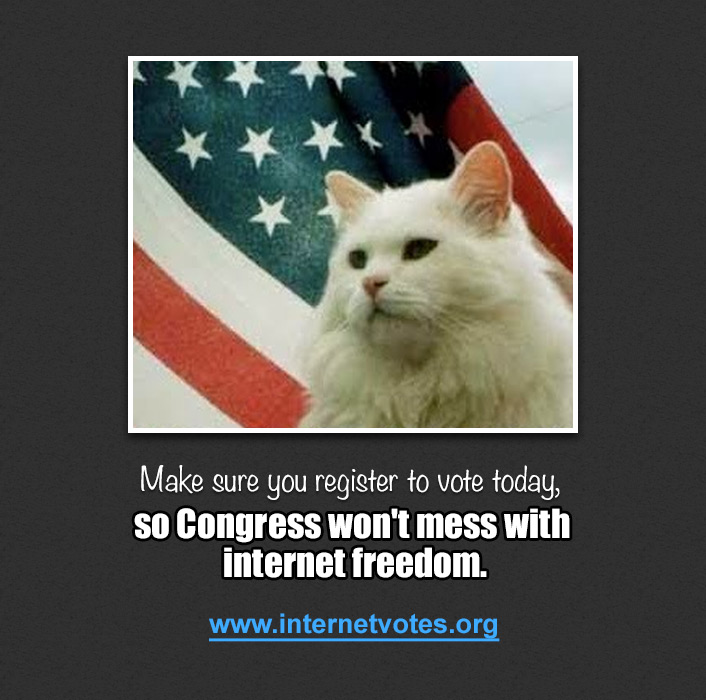 Make sure you register to vote today,
so Congress won't mess with
internet freedom.
www.internetvotes.org